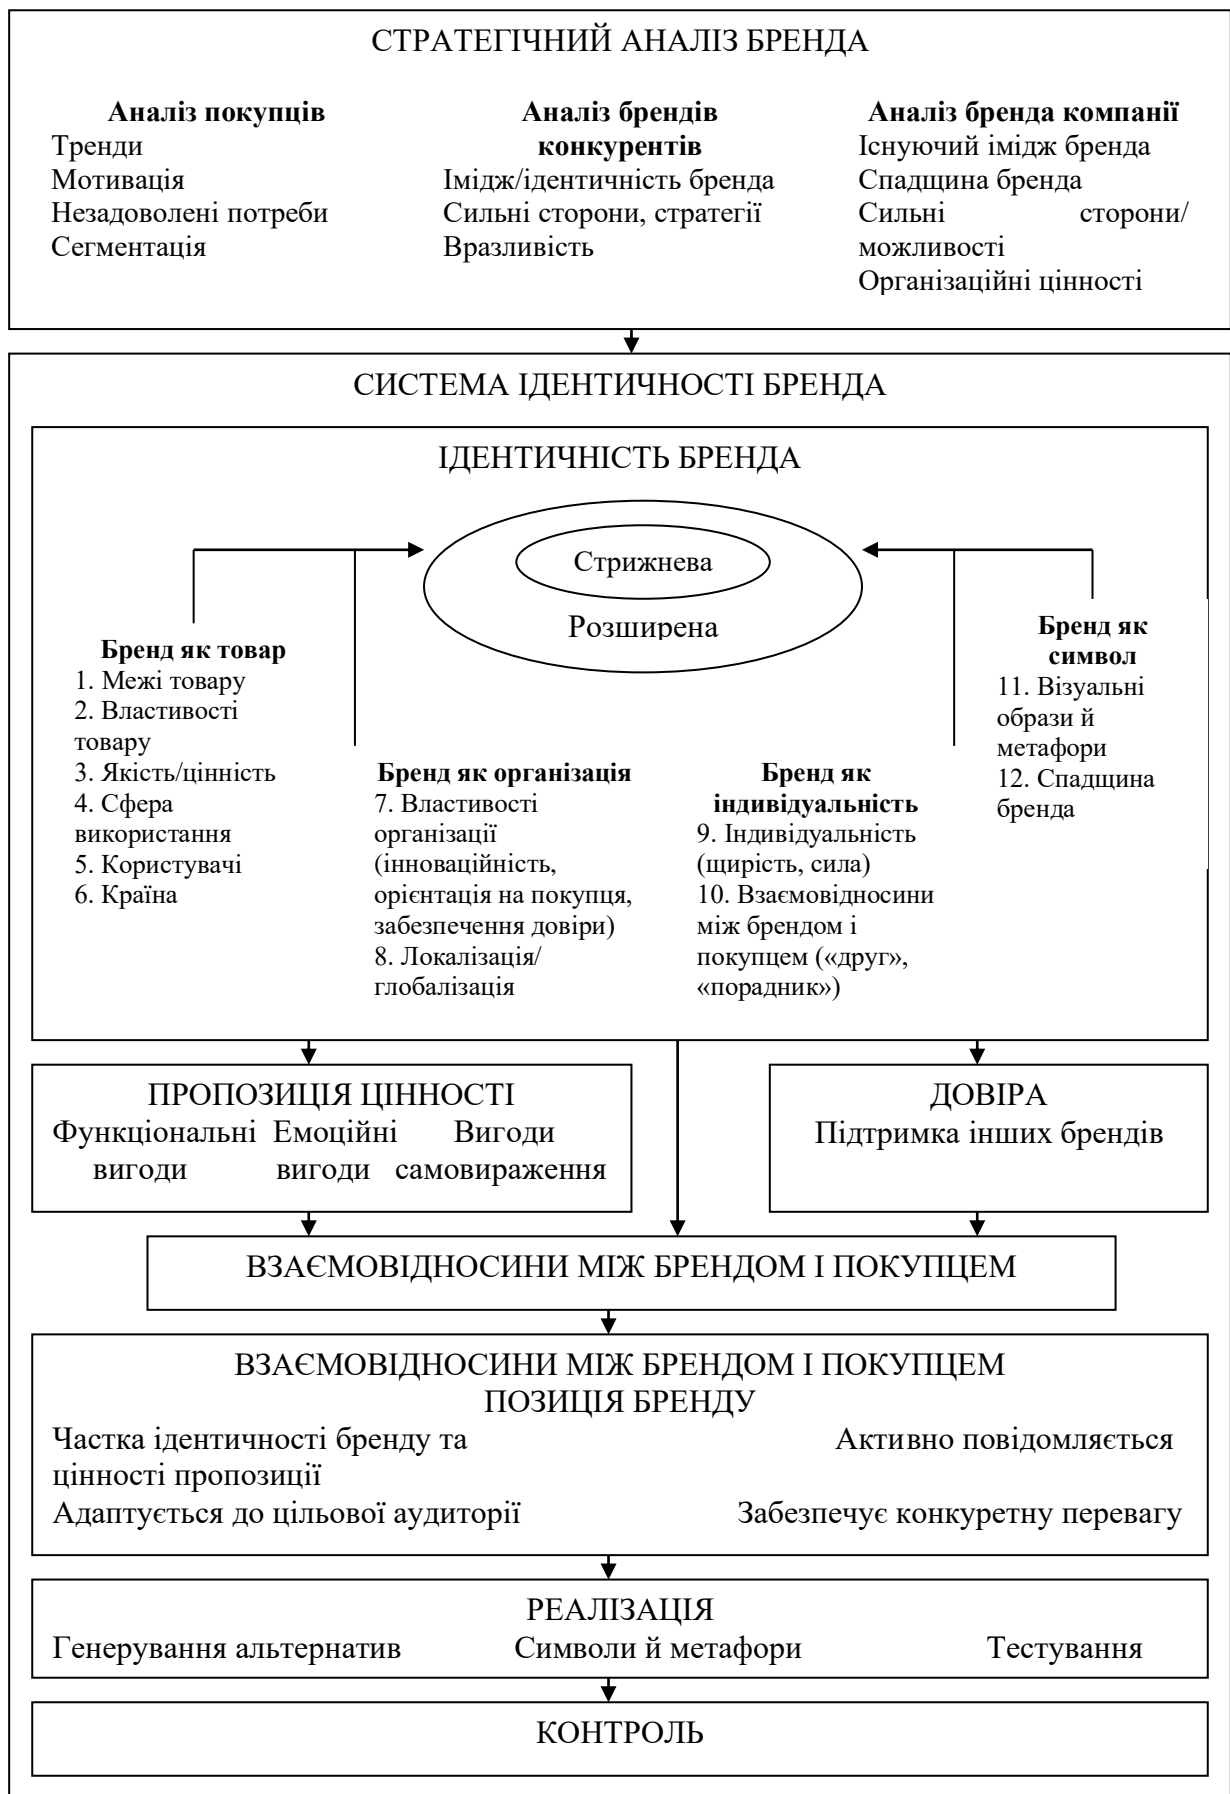 СТРАТЕГІЧНИЙ АНАЛІЗ БРЕНДА
Аналіз покупців
Тренди
Мотивація
Незадоволені потреби
Сегментація
Аналіз брендів
конкурентів
Імідж/ідентичність бренда
Сильні сторони, стратегії
Вразливість
Аналіз бренда компанії
Існуючий імідж бренда
Спадщина бренда
Сильні сторони/
можливості
Організаційні цінності
СИСТЕМА ІДЕНТИЧНОСТІ БРЕНДА
ІДЕНТИЧНІСТЬ БРЕНДА
Стрижнева
Розширена
Бренд як товар
1. Межі товару
2. Властивості
товару
3. Якість/цінність
4. Сфера
використання
5. Користувачі
6. Країна
Бренд як організація
7. Властивості
організації
(інноваційність,
орієнтація на покупця,
забезпечення довіри)
8. Локалізація/
глобалізація
Бренд як
індивідуальність
9. Індивідуальність
(щирість, сила)
10. Взаємовідносини
між брендом і
покупцем («друг»,
«порадник»)
Бренд як
символ
11. Візуальні
образи й
метафори
12. Спадщина
бренда
ПРОПОЗИЦІЯ ЦІННОСТІ
Функціональні Емоційні Вигоди
вигоди вигоди самовираження
ДОВІРА
Підтримка інших брендів
ВЗАЄМОВІДНОСИНИ МІЖ БРЕНДОМ І ПОКУПЦЕМ
ВЗАЄМОВІДНОСИНИ МІЖ БРЕНДОМ І ПОКУПЦЕМ
ПОЗИЦІЯ БРЕНДУ
Частка ідентичності бренду та Активно повідомляється
цінності пропозиції
Адаптується до цільової аудиторії Забезпечує конкуретну перевагу
РЕАЛІЗАЦІЯ
Генерування альтернатив Символи й метафори Тестування
КОНТРОЛЬ